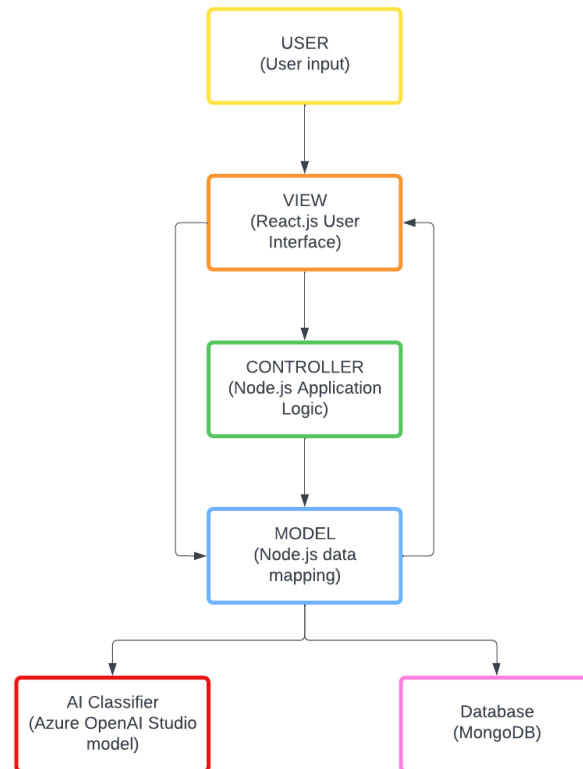 USER
(User input)
VIEW
(React.js User
Interface)
CONTROLLER
(Node.js Application
Logic)
MODEL
(Node.js data
mapping)
AI Classifier
(Azure OpenAI Studio
model)
Database
(MongoDB)